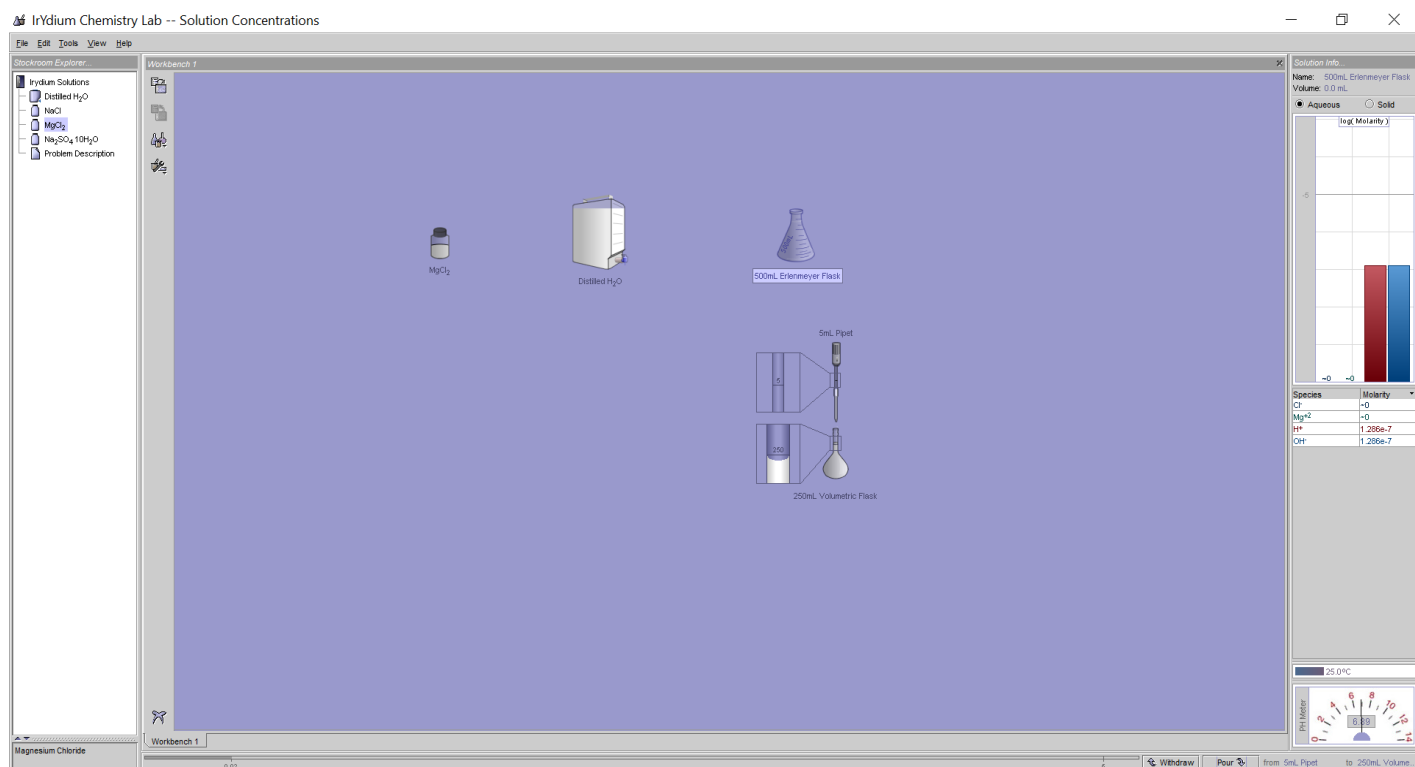 IrYdium Chemistry Lab -- Solution Concentrations
File Edit Tools View Help
Stockroom Explorer...
Irydium Solutions
Distilled H₂O
NaCl
MgCl₂
Na₂SO₄ 10H₂O
Problem Description
Magnesium Chloride
Workbench 1
MgCl₂
Distilled H₂O
500mL Erlenmeyer Flask
5mL Pipet
5
250
250mL Volumetric Flask
Workbench 1
5
Withdraw Pour from 5mL Pipet to 250mL Volume...
Solution Info...
Name: 500mL Erlenmeyer Flask
Volume: 0.0 mL
Aqueous Solid
log( Molarity )
-5
~0 ~0
Species Molarity
Cl⁻ ~0
Mg⁺² ~0
H⁺ 1.286e-7
OH⁻ 1.286e-7
25.0ºC
PH Meter
0 2 4 6 8 10 12 14